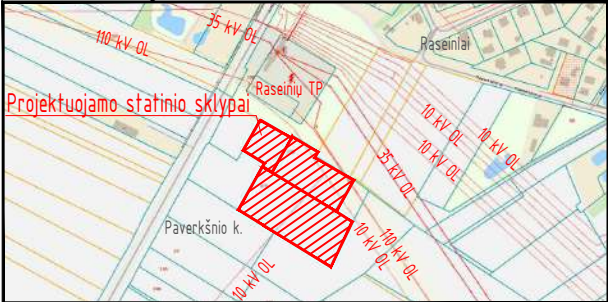 35 kV OL
110 kV OL
Raseiniai
Raseinių TP
Projektuojamo statinio sklypai
10 kV OL
10 kV OL
10 kV OL
35 kV OL
Paverkšnio k.
110 kV OL
10 kV OL
10 kV OL